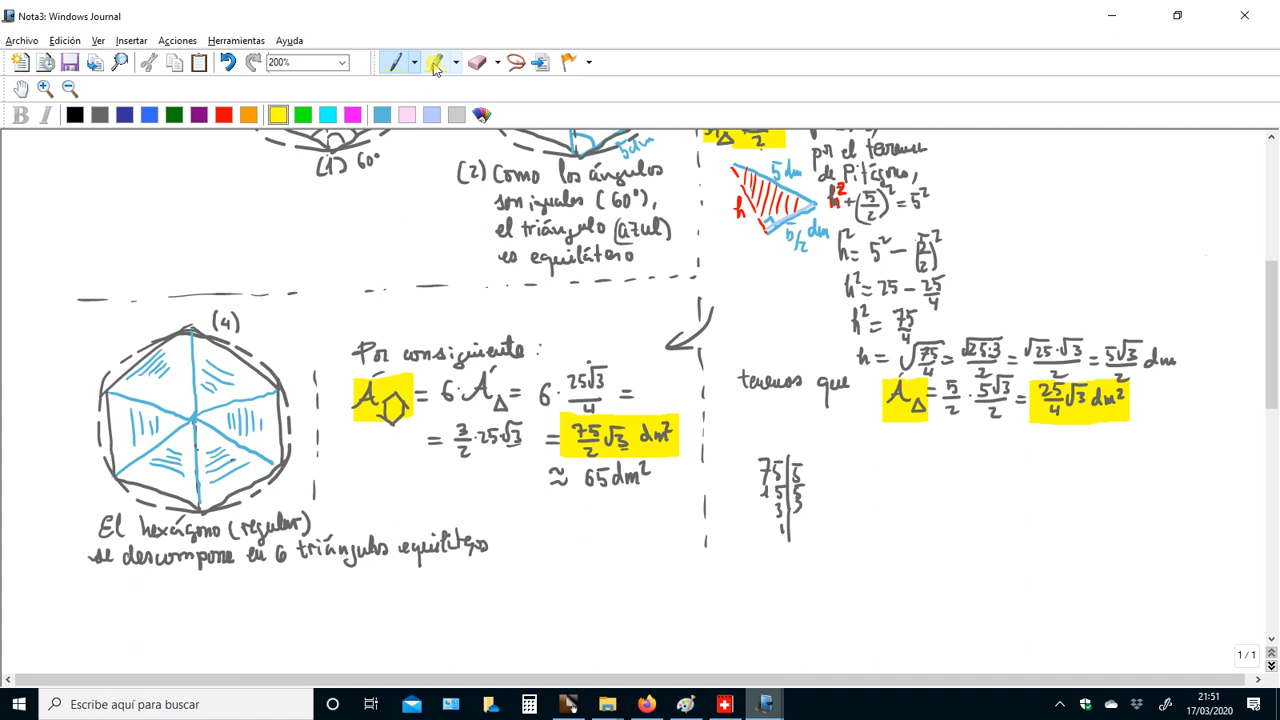 Nota3: Windows Journal
Archivo Edición Ver Insertar Acciones Herramientas Ayuda
200%
B I
(1) 60°
5dm
(2) Como los ángulos
son iguales (60°),
el triángulo (azul)
es equilátero
2
por el teorema
de Pitágoras,
h² + (5/2)² = 5²
5 dm
h
5/2 dm
h² = 5² - (5/2)²
h² = 25 - 25/4
h² = 75/4
h = √75/4 = √25·3/2 = √25·√3/2 = 5√3/2 dm
tenemos que Á△ = 5/2 · 5√3/2 = 25/4 √3 dm²
(4)
Por consiguiente:
Á⬡ = 6·Á△ = 6 · 25√3/4 =
= 3/2 · 25√3 = 75/2 √3 dm²
≈ 65dm²
75 | 5
15 | 5
3 | 3
1
El hexágono (regular)
se descompone en 6 triángulos equiláteros
1 / 1
Escribe aquí para buscar
21:51
17/03/2020